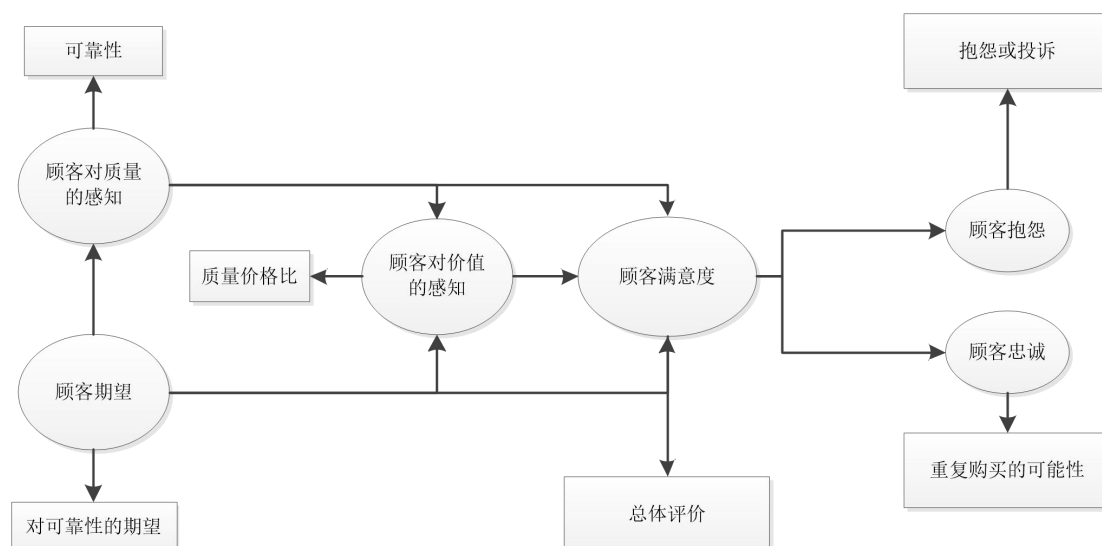 可靠性
抱怨或投诉
顾客对质量
的感知
顾客抱怨
质量价格比
顾客对价值
的感知
顾客满意度
顾客忠诚
顾客期望
重复购买的可能性
对可靠性的期望
总体评价